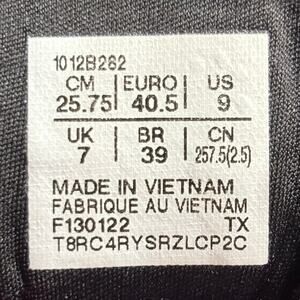 1012B282
CM EURO US
25.75 40.5 9
UK BR CN
7 39 257.5(2.5)
MADE IN VIETNAM
FABRIQUE AU VIETNAM
F130122 TX
T8RC4RYSRZLCP2C